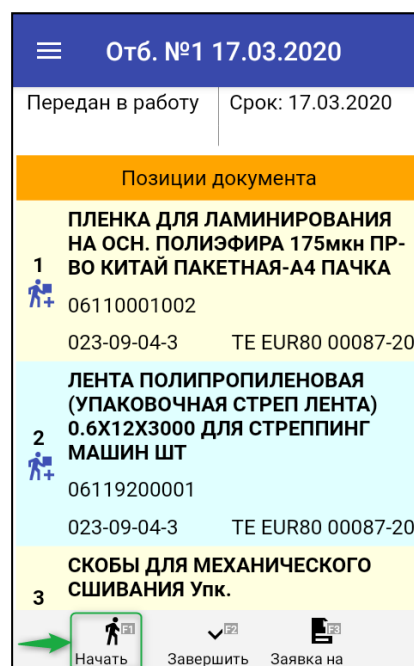 Отб. №1 17.03.2020
Передан в работу Срок: 17.03.2020
Позиции документа
ПЛЕНКА ДЛЯ ЛАМИНИРОВАНИЯ
НА ОСН. ПОЛИЭФИРА 175мкн ПР-
1 ВО КИТАЙ ПАКЕТНАЯ-А4 ПАЧКА
06110001002
023-09-04-3 TE EUR80 00087-20
ЛЕНТА ПОЛИПРОПИЛЕНОВАЯ
(УПАКОВОЧНАЯ СТРЕП ЛЕНТА)
2 0.6Х12Х3000 ДЛЯ СТРЕППИНГ
МАШИН ШТ
06119200001
023-09-04-3 TE EUR80 00087-20
СКОБЫ ДЛЯ МЕХАНИЧЕСКОГО
3 СШИВАНИЯ Упк.
F1 F2 F3
Начать Завершить Заявка на